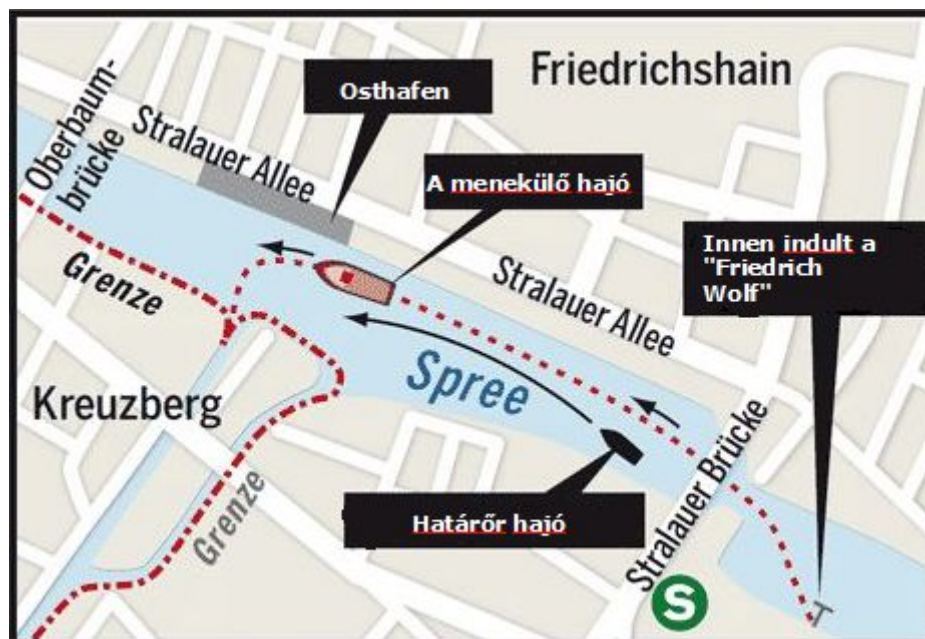 Friedrichshain
Osthafen
Oberbaum-
brücke
Stralauer Allee
A menekülő hajó
Innen indult a
"Friedrich
Wolf"
Grenze
Stralauer Allee
Spree
Kreuzberg
Grenze
Határőr hajó
Stralauer Brücke
S